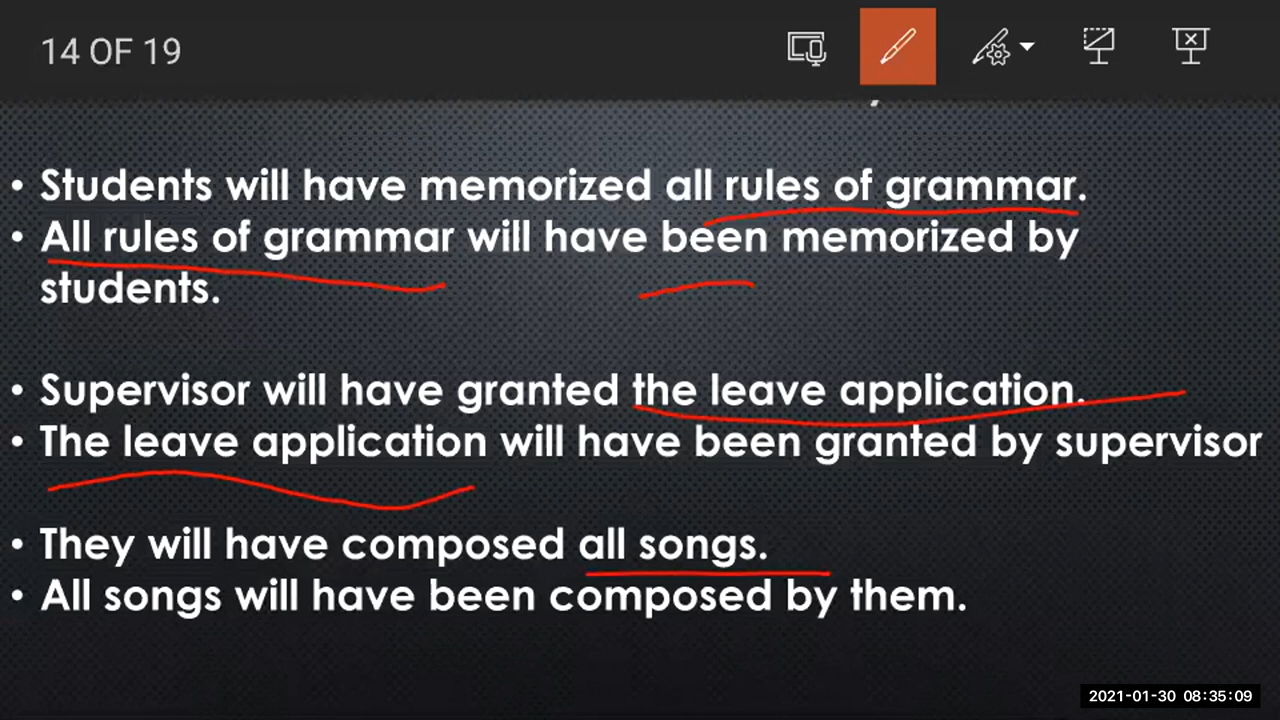 14 OF 19
• Students will have memorized all rules of grammar.
• All rules of grammar will have been memorized by
students.
• Supervisor will have granted the leave application.
• The leave application will have been granted by supervisor
• They will have composed all songs.
• All songs will have been composed by them.
2021-01-30 08:35:09